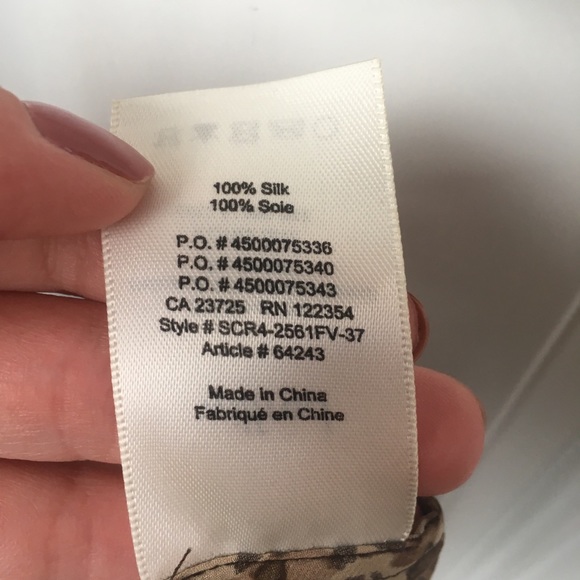 100% Silk
100% Soie
P.O. # 4500075336
P.O. # 4500075340
P.O. # 4500075343
CA 23725 RN 122354
Style # SCR4-2561FV-37
Article # 64243
Made in China
Fabriqué en Chine